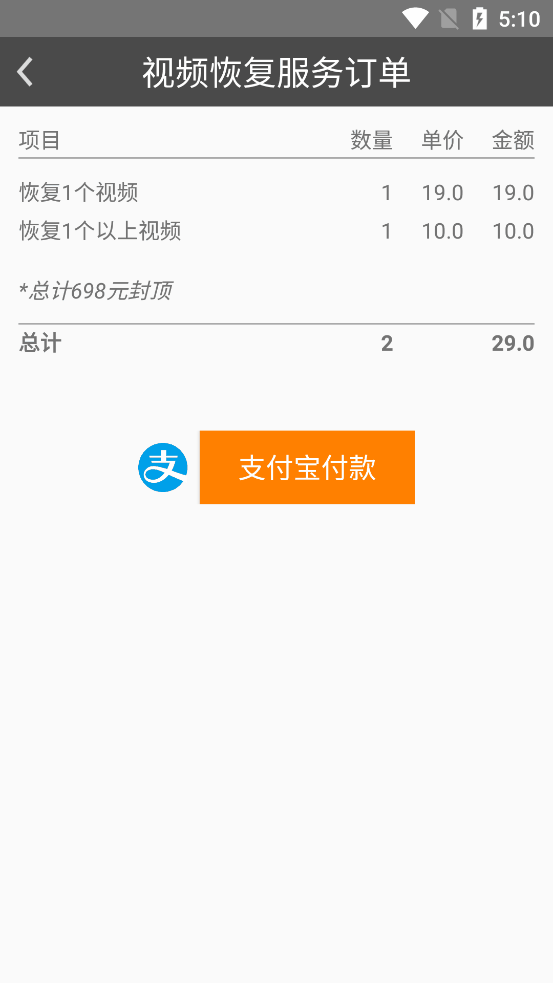 5:10
视频恢复服务订单
项目 数量 单价 金额
恢复1个视频 1 19.0 19.0
恢复1个以上视频 1 10.0 10.0
*总计698元封顶
总计 2 29.0
支 支付宝付款